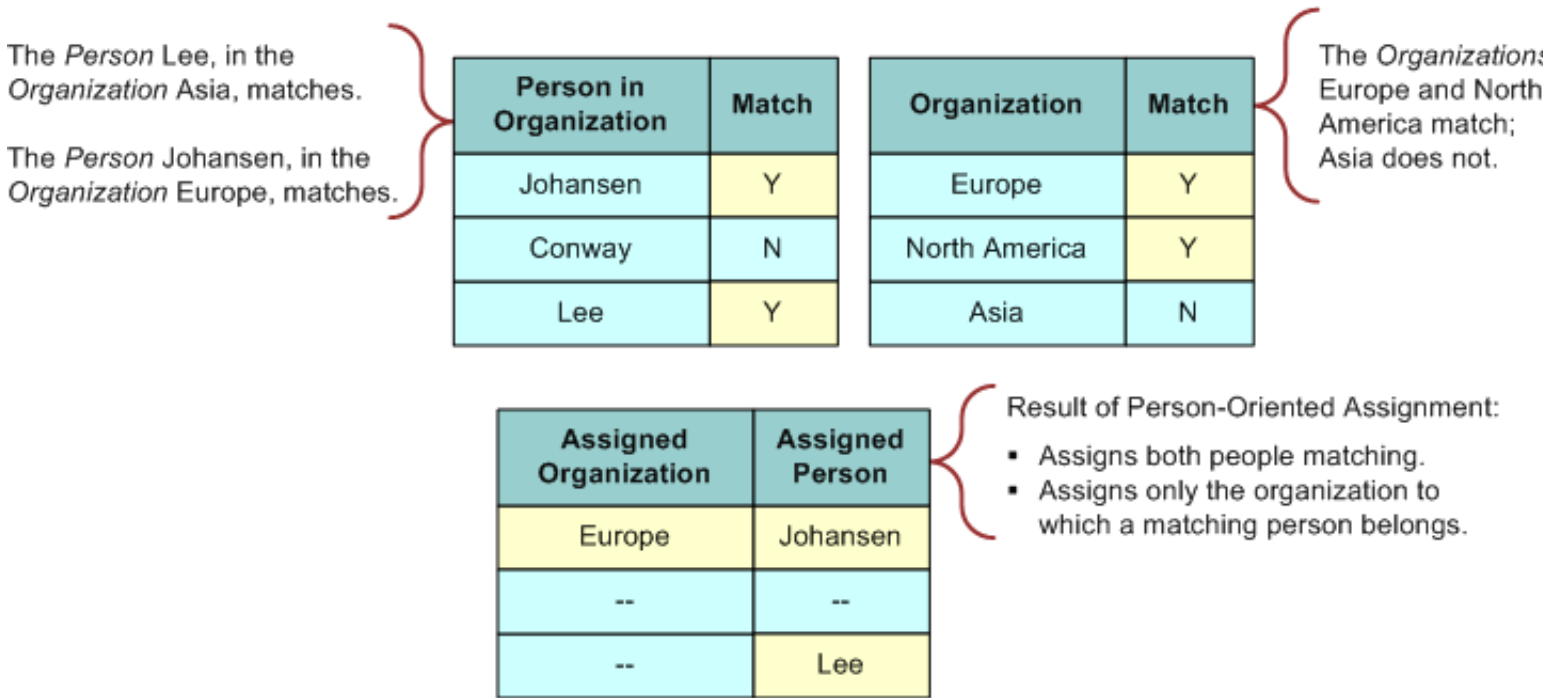 The Person Lee, in the
Organization Asia, matches.
The Person Johansen, in the
Organization Europe, matches.
Person in
Organization
Match
Johansen
Y
Conway
N
Lee
Y
Organization
Match
Europe
Y
North America
Y
Asia
N
The Organizations
Europe and North
America match;
Asia does not.
Assigned
Organization
Assigned
Person
Europe
Johansen
--
--
--
Lee
Result of Person-Oriented Assignment:
▪ Assigns both people matching.
▪ Assigns only the organization to
which a matching person belongs.